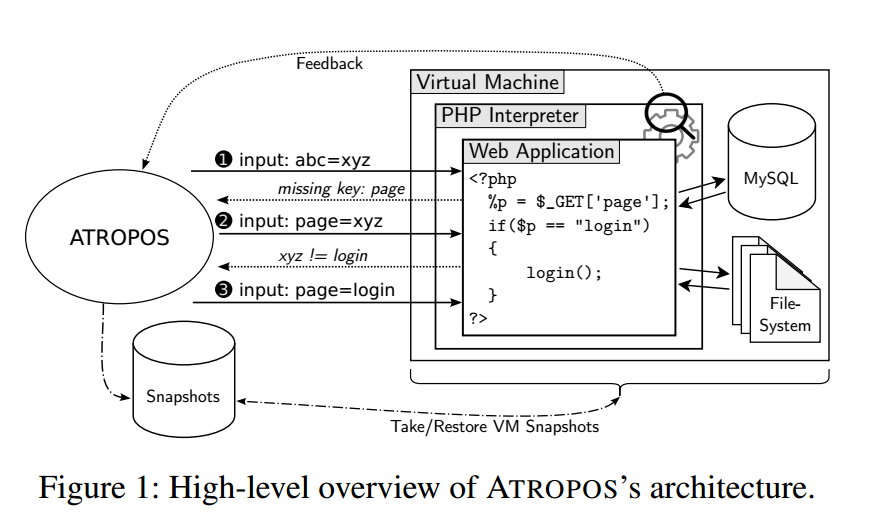 Feedback
Virtual Machine
PHP Interpreter
Web Application
❶ input: abc=xyz
missing key: page
❷ input: page=xyz
xyz != login
❸ input: page=login
ATROPOS
<?php
%p = $_GET['page'];
if($p == "login")
{
login();
}
?>
MySQL
File-
System
Snapshots
Take/Restore VM Snapshots
Figure 1: High-level overview of ATROPOS's architecture.